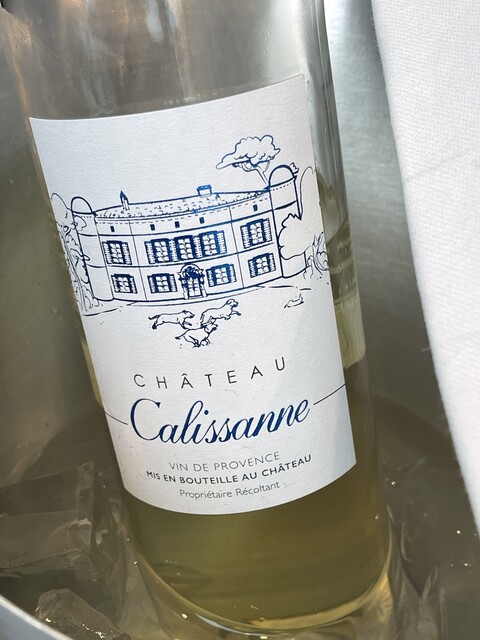 CHÂTEAU
Calissanne
VIN DE PROVENCE
MIS EN BOUTEILLE AU CHÂTEAU
Propriétaire Récoltant